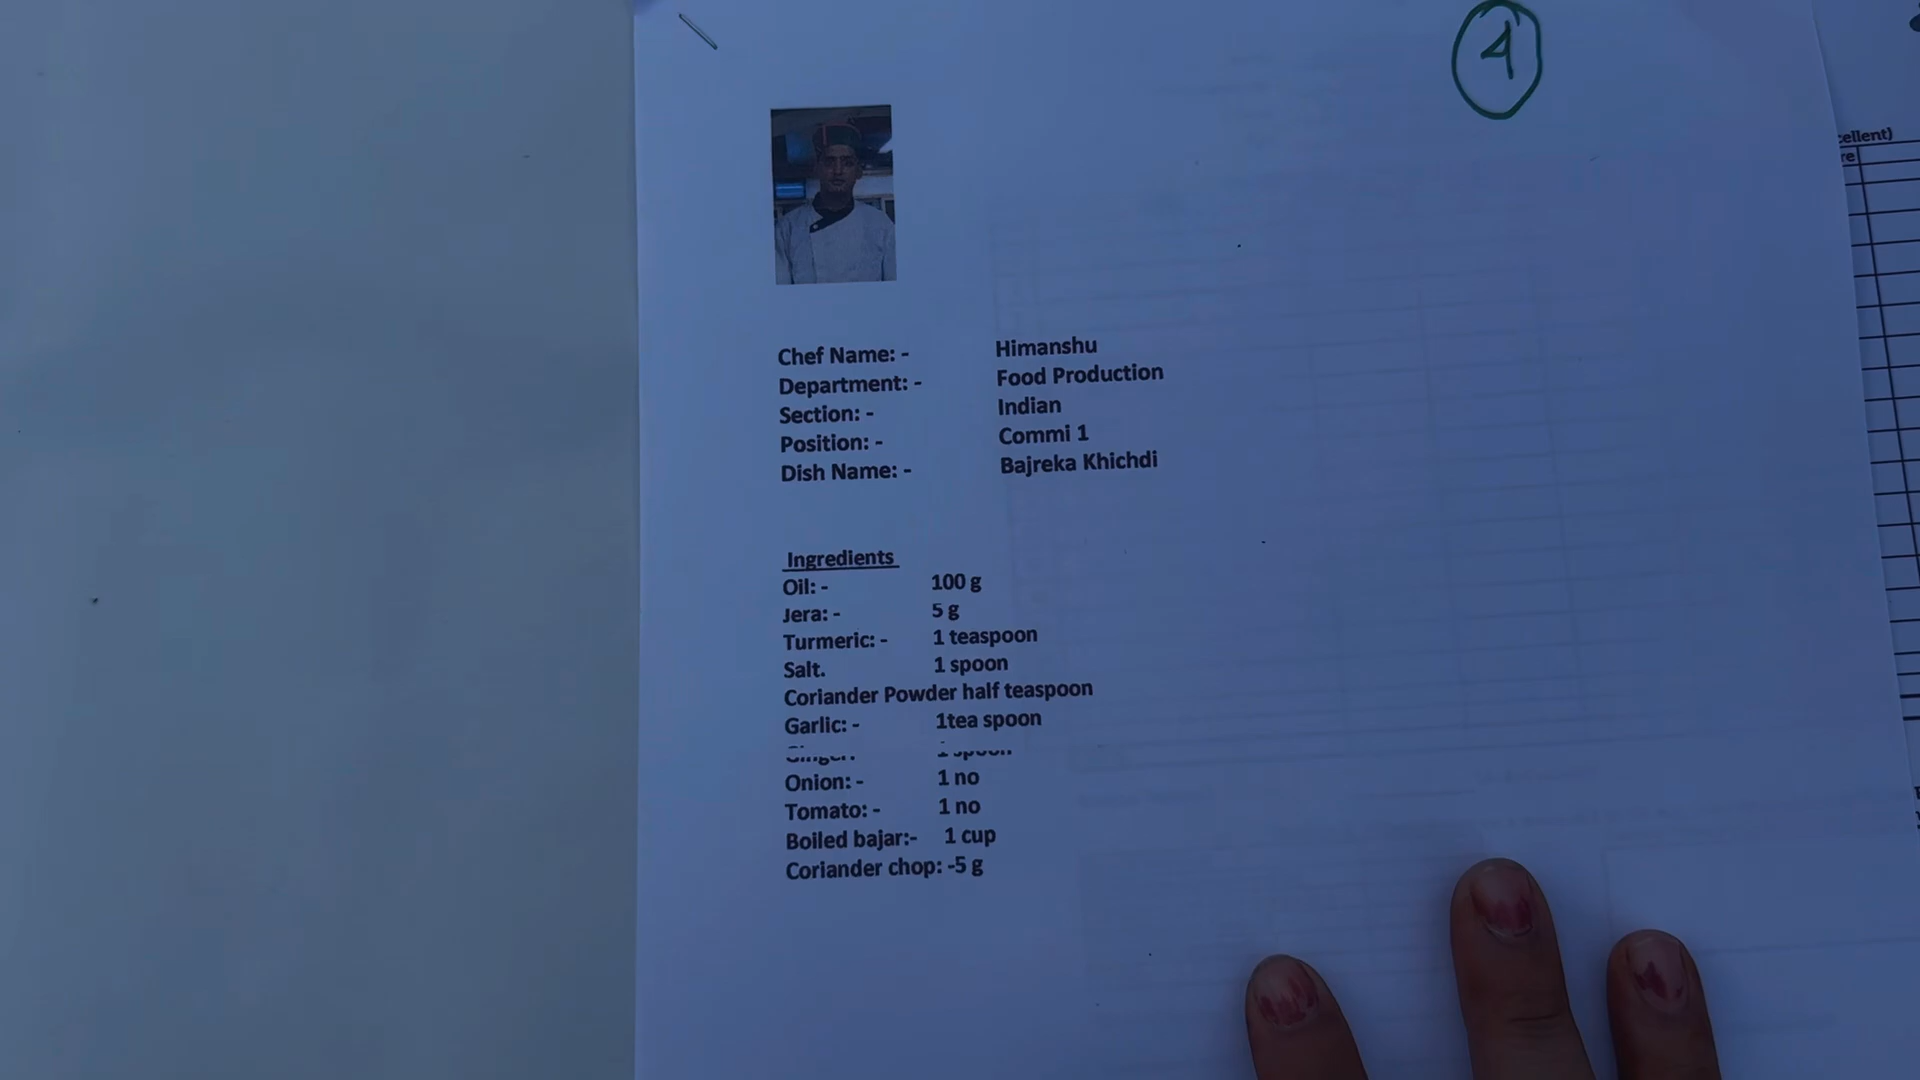 4
cellent)
re
Chef Name: - Himanshu
Department: - Food Production
Section: - Indian
Position: - Commi 1
Dish Name: - Bajreka Khichdi
Ingredients
Oil: - 100 g
Jera: - 5 g
Turmeric: - 1 teaspoon
Salt. 1 spoon
Coriander Powder half teaspoon
Garlic: - 1tea spoon
Onion: - 1 no
Tomato: - 1 no
Boiled bajar:- 1 cup
Coriander chop: -5 g